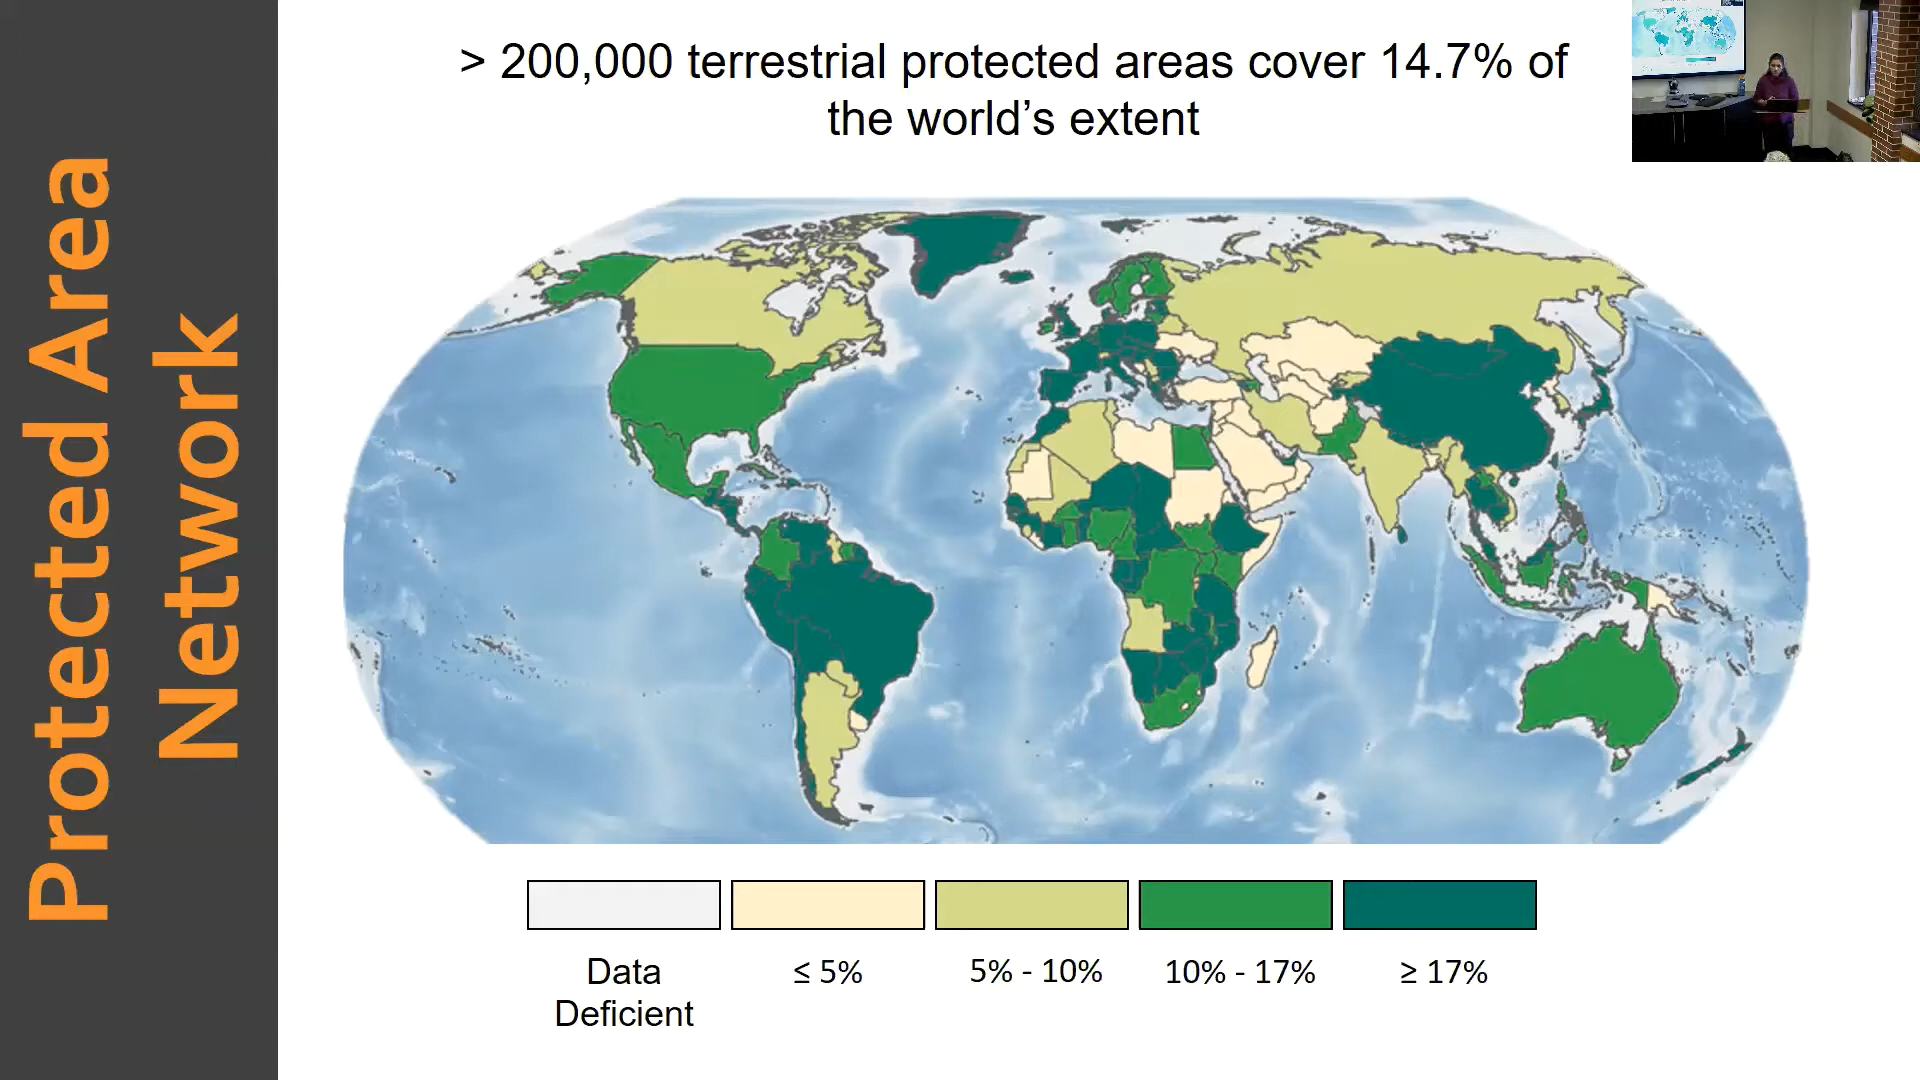 Protected Area
Network
> 200,000 terrestrial protected areas cover 14.7% of
the world’s extent
Data
Deficient
≤ 5%
5% - 10%
10% - 17%
≥ 17%